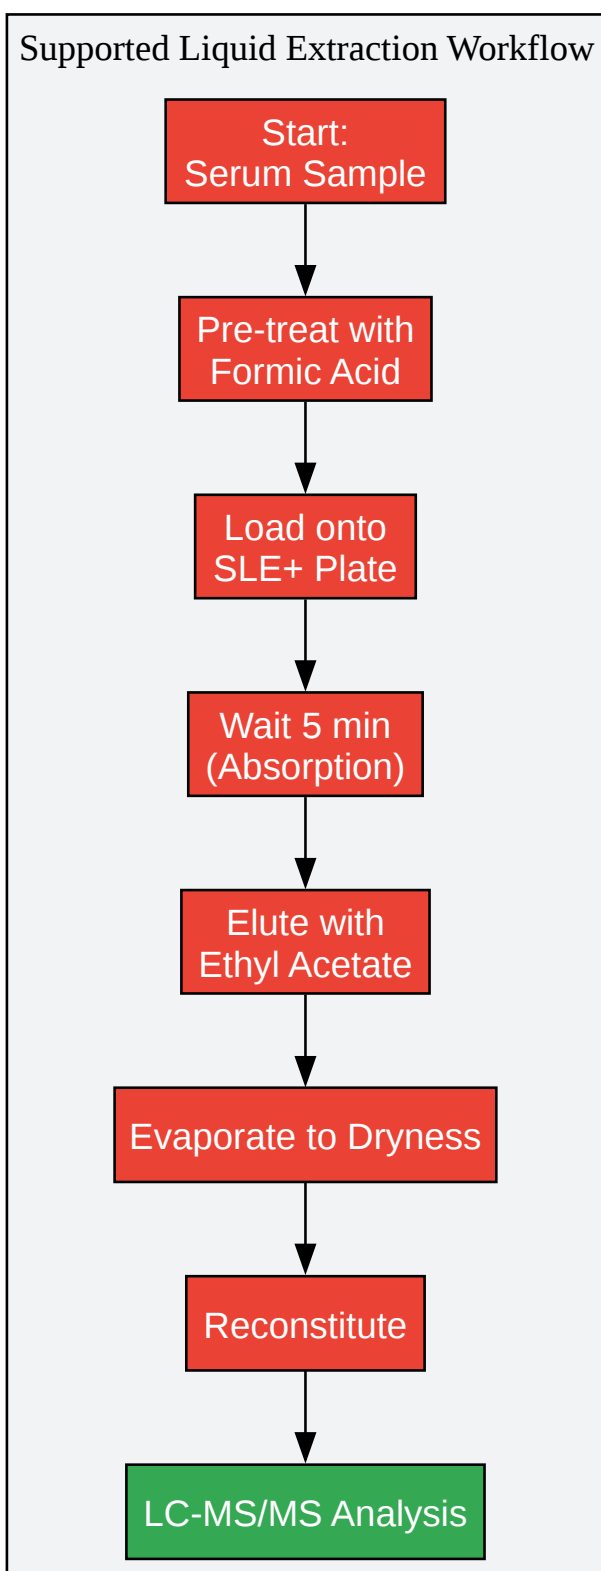 Supported Liquid Extraction Workflow
Start:
Serum Sample
Pre-treat with
Formic Acid
Load onto
SLE+ Plate
Wait 5 min
(Absorption)
Elute with
Ethyl Acetate
Evaporate to Dryness
Reconstitute
LC-MS/MS Analysis